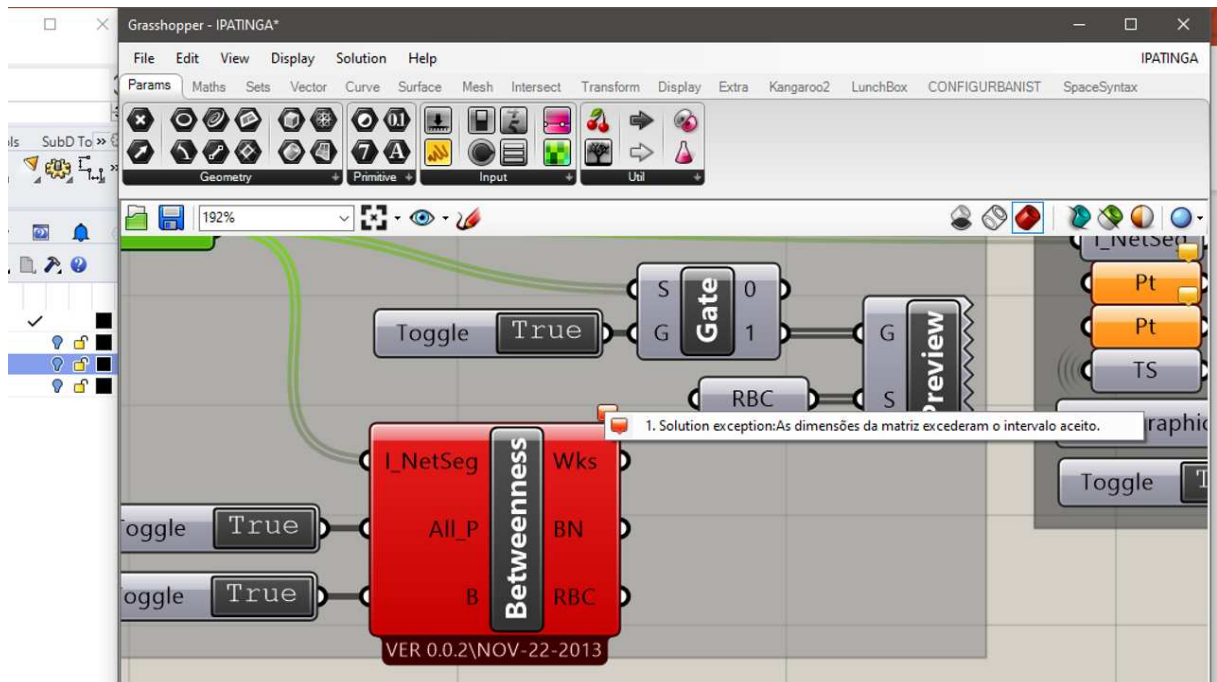 Grasshopper - IPATINGA*
File Edit View Display Solution Help IPATINGA
Params Maths Sets Vector Curve Surface Mesh Intersect Transform Display Extra Kangaroo2 LunchBox CONFIGURBANIST SpaceSyntax
SubD To
Geometry Primitive Input Util
192%
I_NetSeg
Pt
Pt
TS
Toggle
S Gate 0
Toggle True G 1
G Preview
RBC S
1. Solution exception:As dimensões da matriz excederam o intervalo aceito.
I_NetSeg Betweenness Wks
True All_P BN
True B RBC
VER 0.0.2\NOV-22-2013